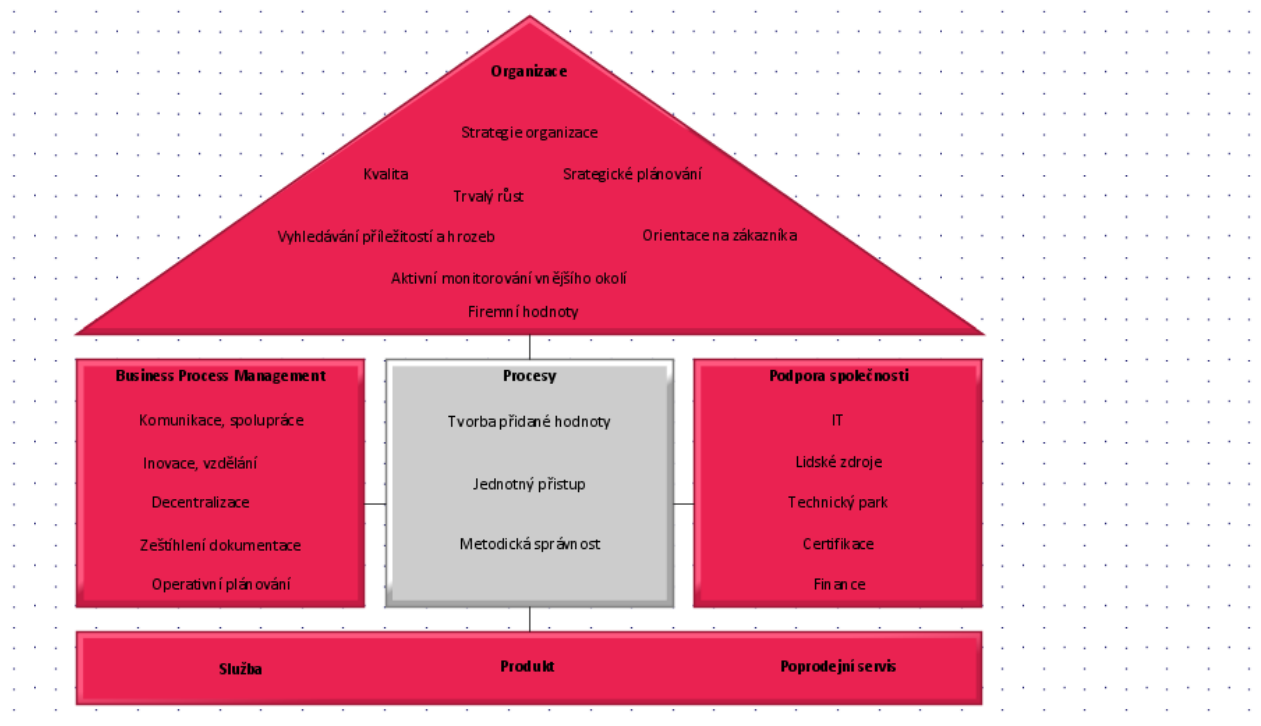 Organizace
Strategie organizace
Kvalita
Srategické plánování
Trvalý růst
Vyhledávání příležitostí a hrozeb
Orientace na zákazníka
Aktivní monitorování vnějšího okolí
Firemní hodnoty
Business Process Management
Komunikace, spolupráce
Inovace, vzdělání
Decentralizace
Zeštíhlení dokumentace
Operativní plánování
Procesy
Tvorba přidané hodnoty
Jednotný přistup
Metodická správnost
Podpora společnosti
IT
Lidské zdroje
Technický park
Certifikace
Finance
Služba
Produkt
Poprodejní servis